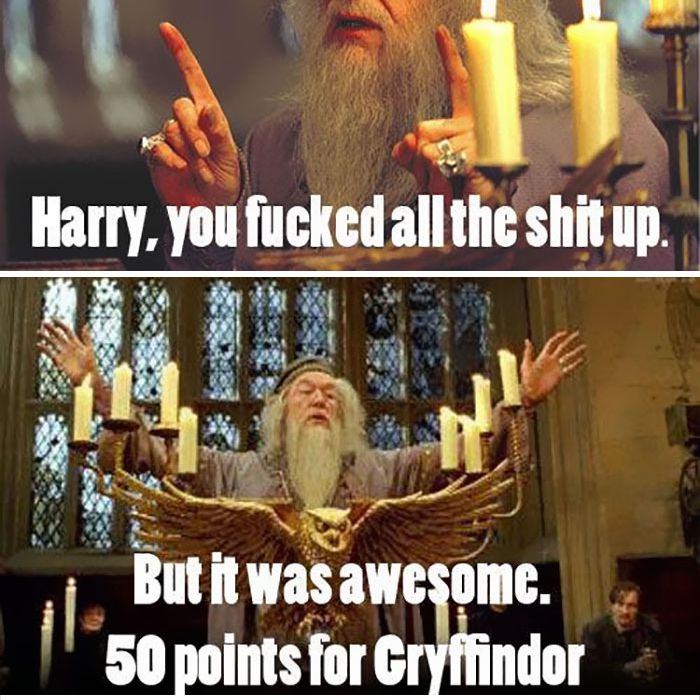 Harry, you fucked all the shit up.
But it was awesome.
50 points for Gryffindor